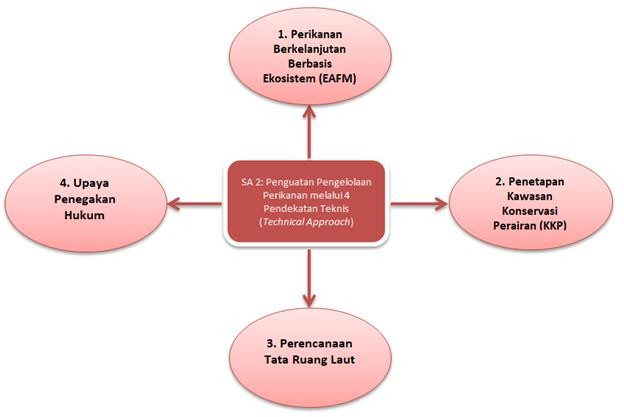 1. Perikanan
Berkelanjutan
Berbasis
Ekosistem (EAFM)
4. Upaya
Penegakan
Hukum
SA 2: Penguatan Pengelolaan
Perikanan melalui 4
Pendekatan Teknis
(Technical Approach)
2. Penetapan
Kawasan
Konservasi
Perairan (KKP)
3. Perencanaan
Tata Ruang Laut